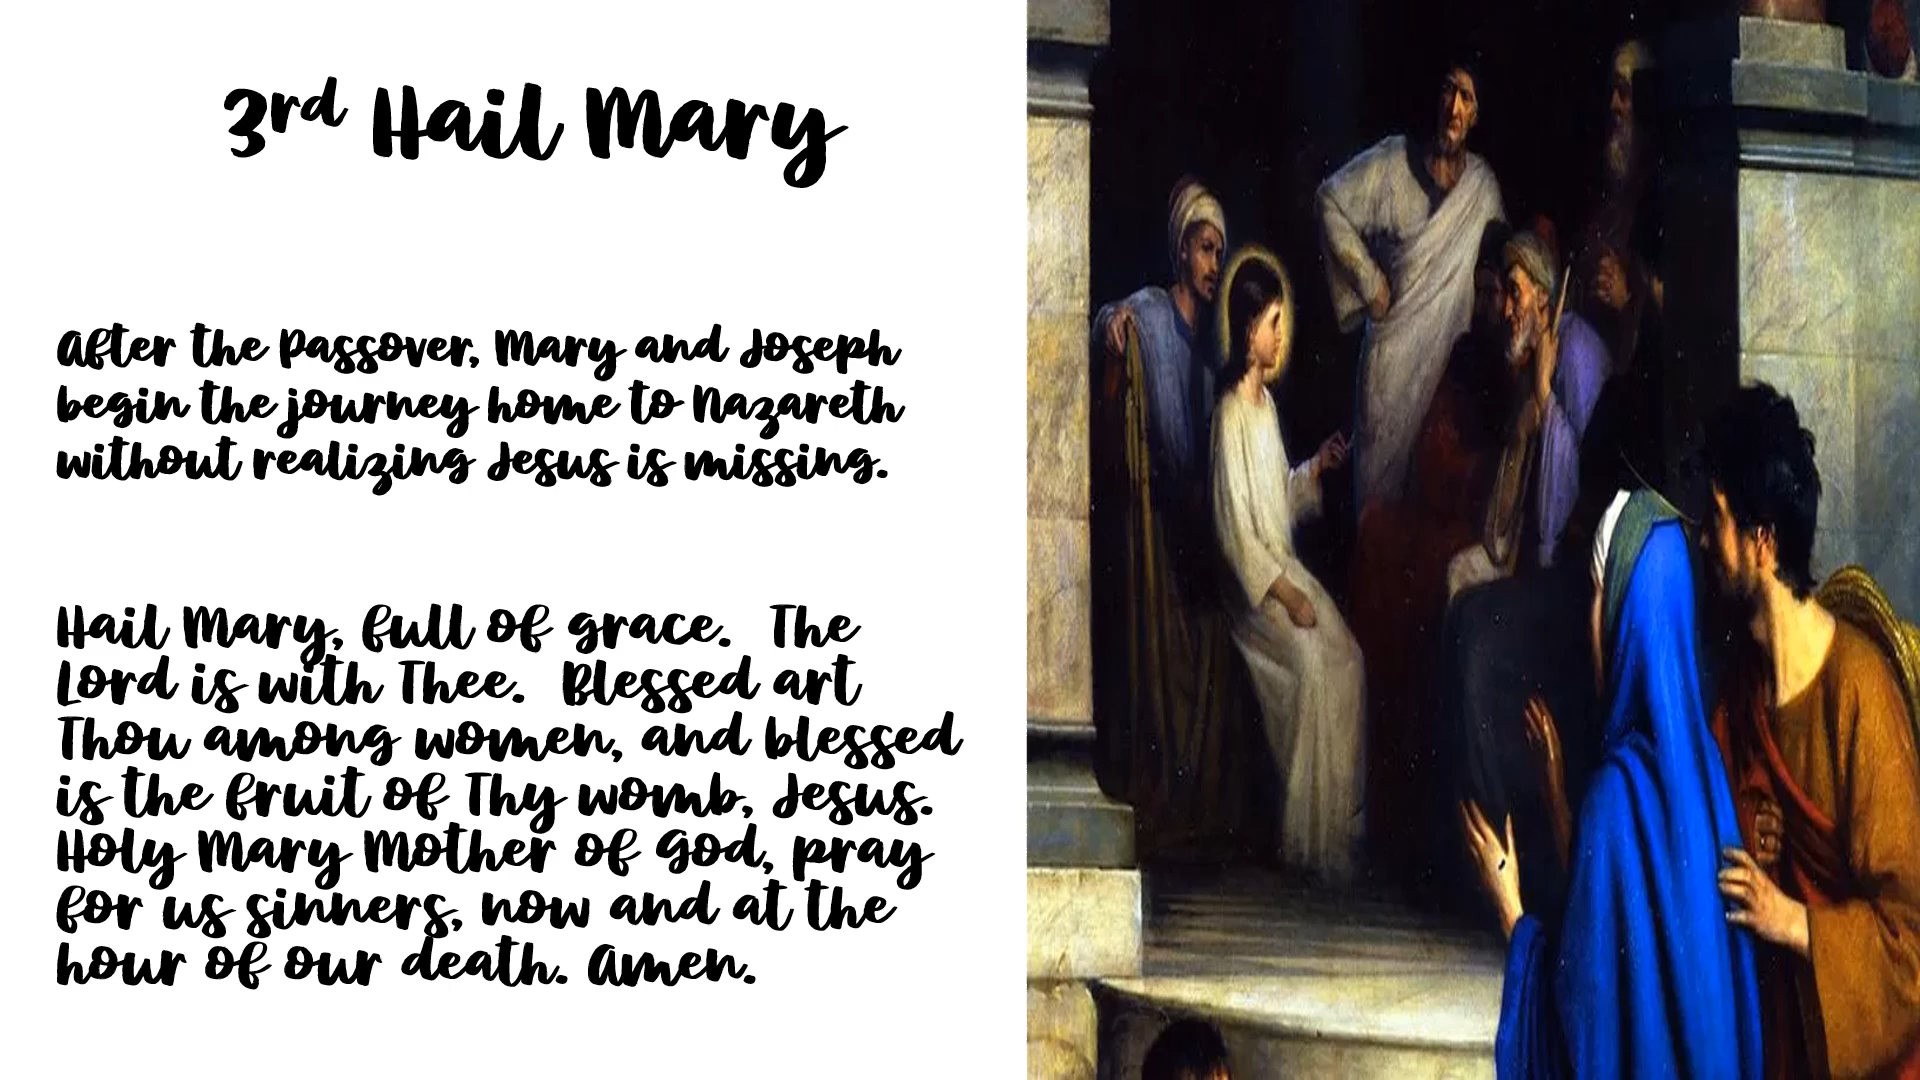 3rd Hail Mary
After the Passover, Mary and Joseph
begin the journey home to Nazareth
without realizing Jesus is missing.
Hail Mary, full of grace.  The
Lord is with Thee.  Blessed art
Thou among women, and blessed
is the fruit of Thy womb, Jesus.
Holy Mary Mother of God, pray
for us sinners, now and at the
hour of our death. Amen.